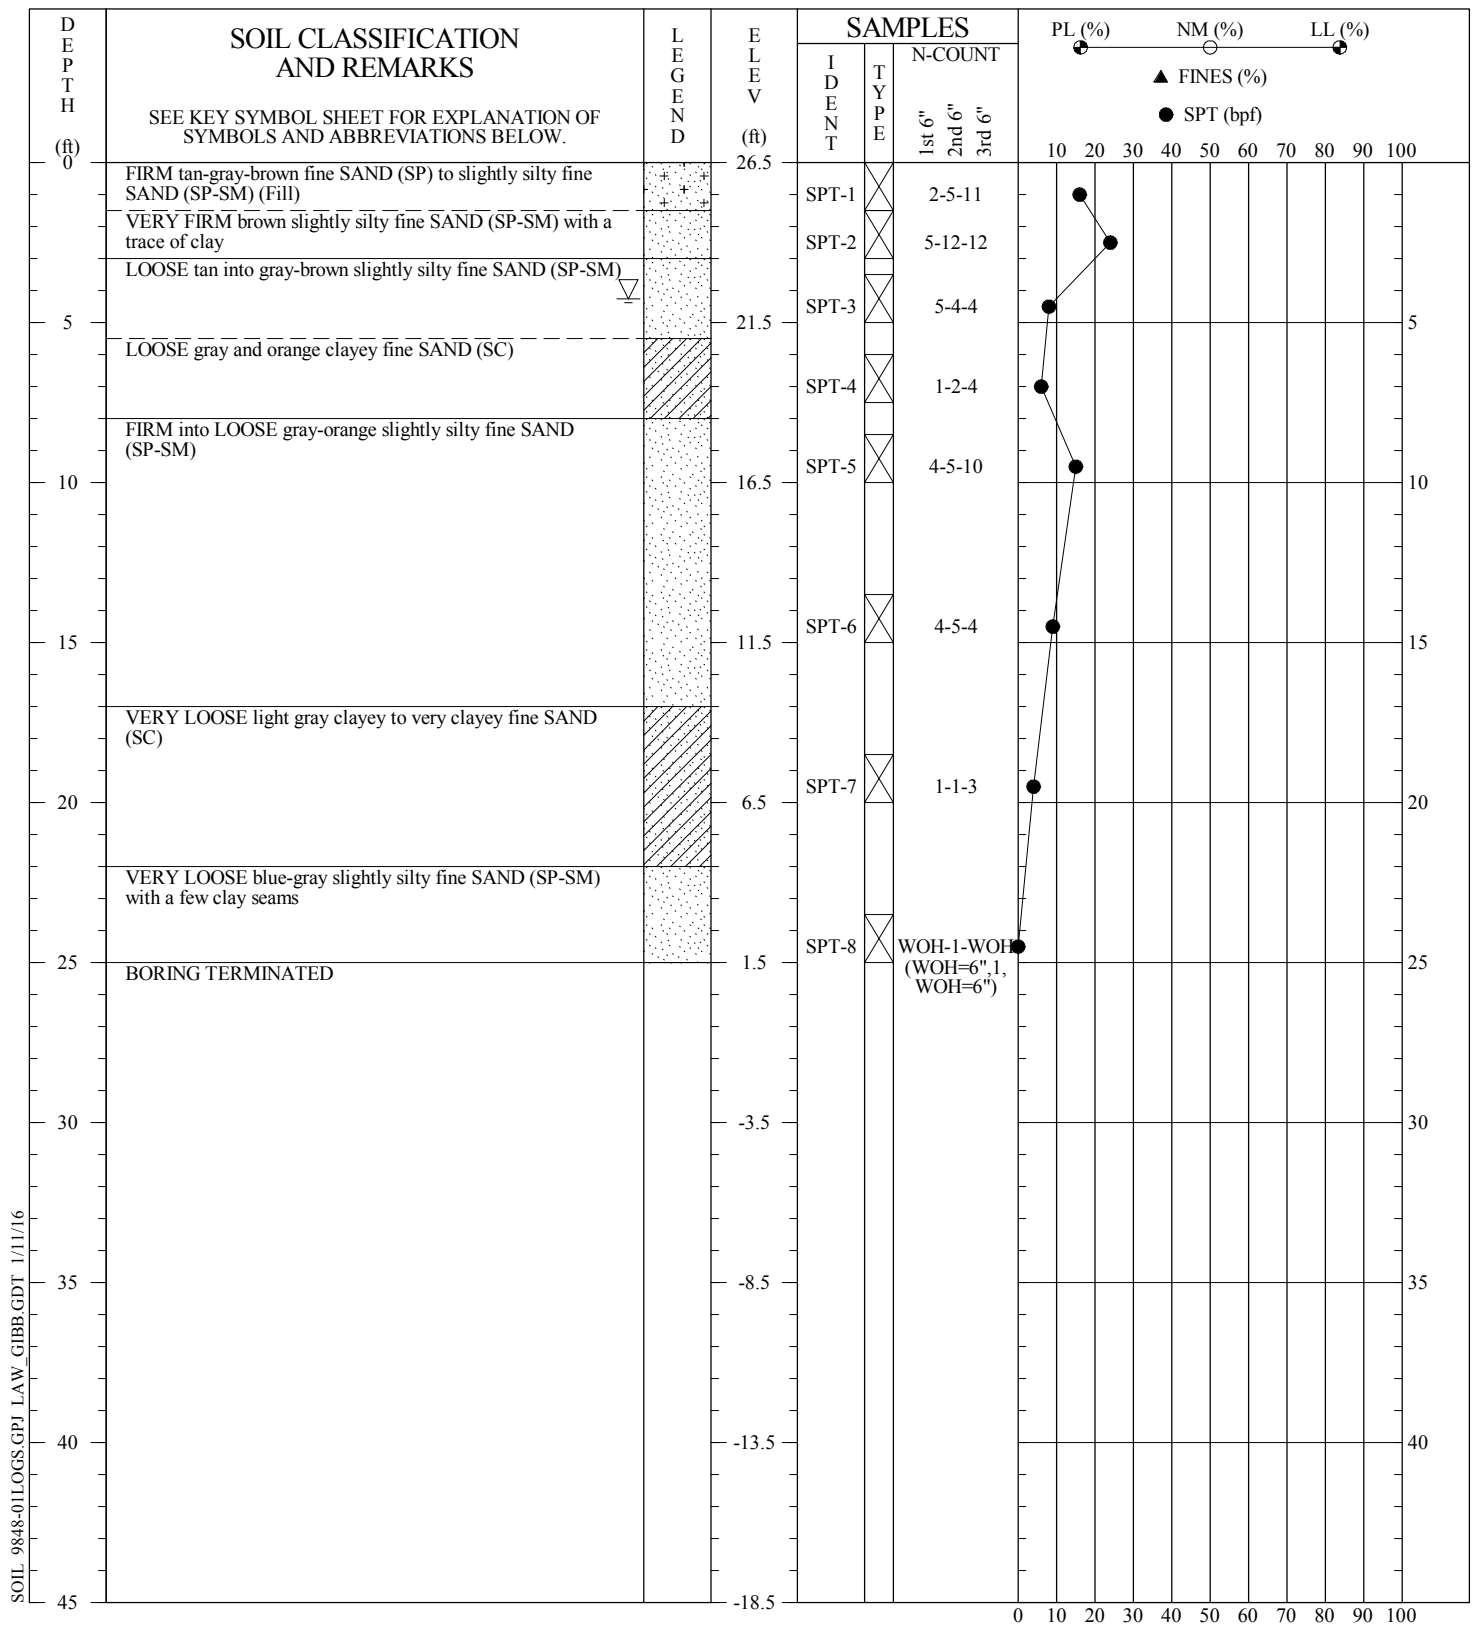 DEPTH
(ft)
SOIL CLASSIFICATION
AND REMARKS
SEE KEY SYMBOL SHEET FOR EXPLANATION OF
SYMBOLS AND ABBREVIATIONS BELOW.
LEGEND
ELEV
(ft)
SAMPLES
IDENT
TYPE
N-COUNT
1st 6"
2nd 6"
3rd 6"
PL (%)
NM (%)
LL (%)
FINES (%)
SPT (bpf)
10 20 30 40 50 60 70 80 90 100
0
26.5
FIRM tan-gray-brown fine SAND (SP) to slightly silty fine
SAND (SP-SM) (Fill)
SPT-1 2-5-11
VERY FIRM brown slightly silty fine SAND (SP-SM) with a
trace of clay
SPT-2 5-12-12
LOOSE tan into gray-brown slightly silty fine SAND (SP-SM)
SPT-3 5-4-4
5 21.5 5
LOOSE gray and orange clayey fine SAND (SC)
SPT-4 1-2-4
FIRM into LOOSE gray-orange slightly silty fine SAND
(SP-SM)
SPT-5 4-5-10
10 16.5 10
SPT-6 4-5-4
15 11.5 15
VERY LOOSE light gray clayey to very clayey fine SAND
(SC)
SPT-7 1-1-3
20 6.5 20
VERY LOOSE blue-gray slightly silty fine SAND (SP-SM)
with a few clay seams
SPT-8 WOH-1-WOH
(WOH=6",1,
WOH=6")
25 1.5 25
BORING TERMINATED
30 -3.5 30
35 -8.5 35
40 -13.5 40
45 -18.5
0 10 20 30 40 50 60 70 80 90 100
SOIL 9848-01LOGS.GPJ LAW_GIBB.GDT 1/11/16